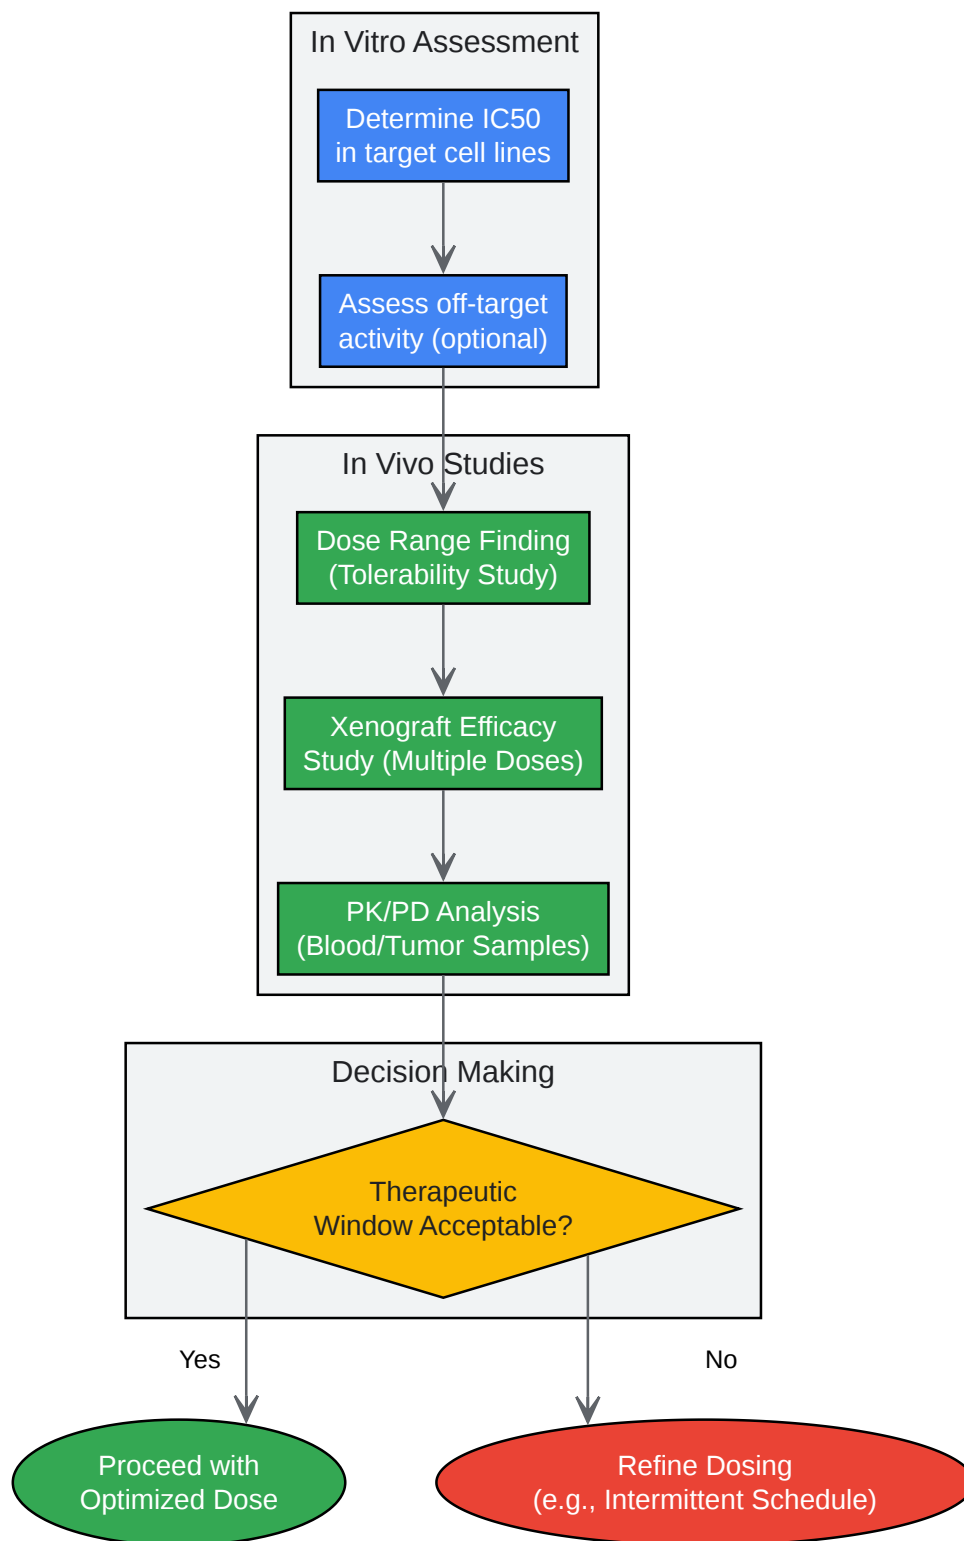 In Vitro Assessment
Determine IC50
in target cell lines
Assess off-target
activity (optional)
In Vivo Studies
Dose Range Finding
(Tolerability Study)
Xenograft Efficacy
Study (Multiple Doses)
PK/PD Analysis
(Blood/Tumor Samples)
Decision Making
Therapeutic
Window Acceptable?
Yes
No
Proceed with
Optimized Dose
Refine Dosing
(e.g., Intermittent Schedule)